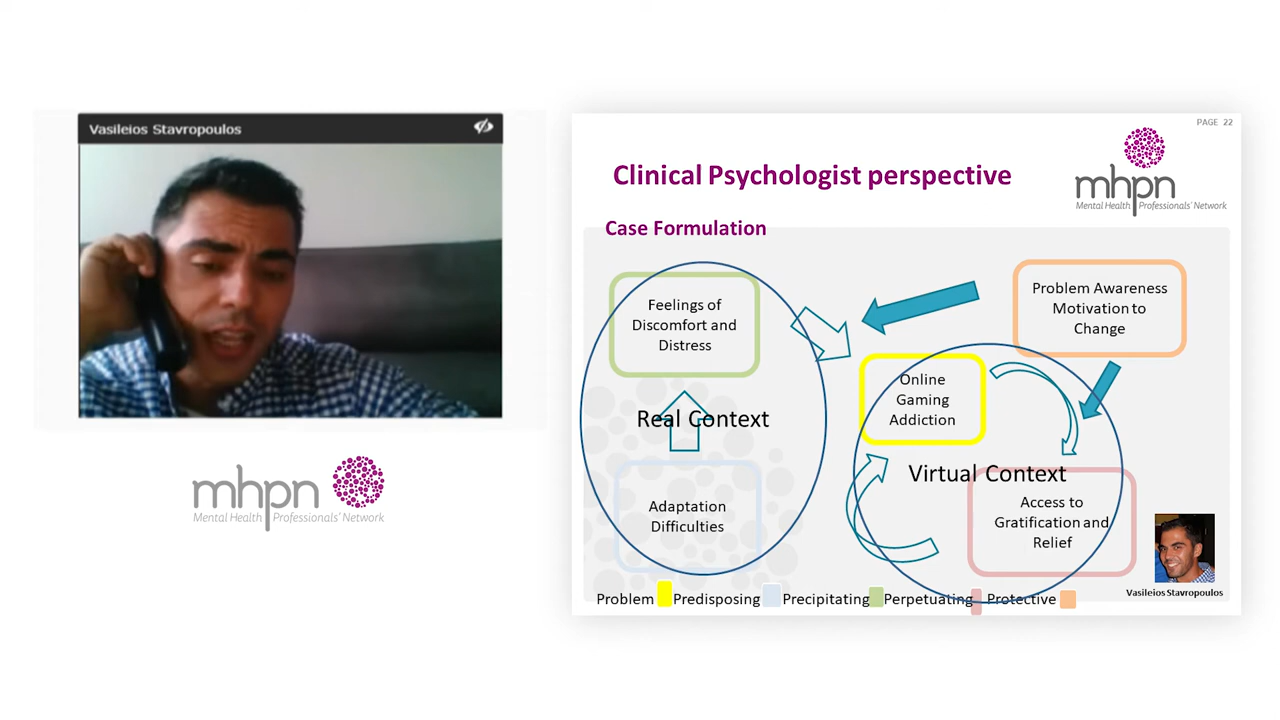 Vasileios Stavropoulos
mhpn
Mental Health Professionals' Network
PAGE 22
mhpn
Mental Health Professionals' Network
Clinical Psychologist perspective
Case Formulation
Feelings of
Discomfort and
Distress
Real Context
Adaptation
Difficulties
Problem Awareness
Motivation to
Change
Online
Gaming
Addiction
Virtual Context
Access to
Gratification and
Relief
Vasileios Stavropoulos
Problem Predisposing Precipitating Perpetuating Protective